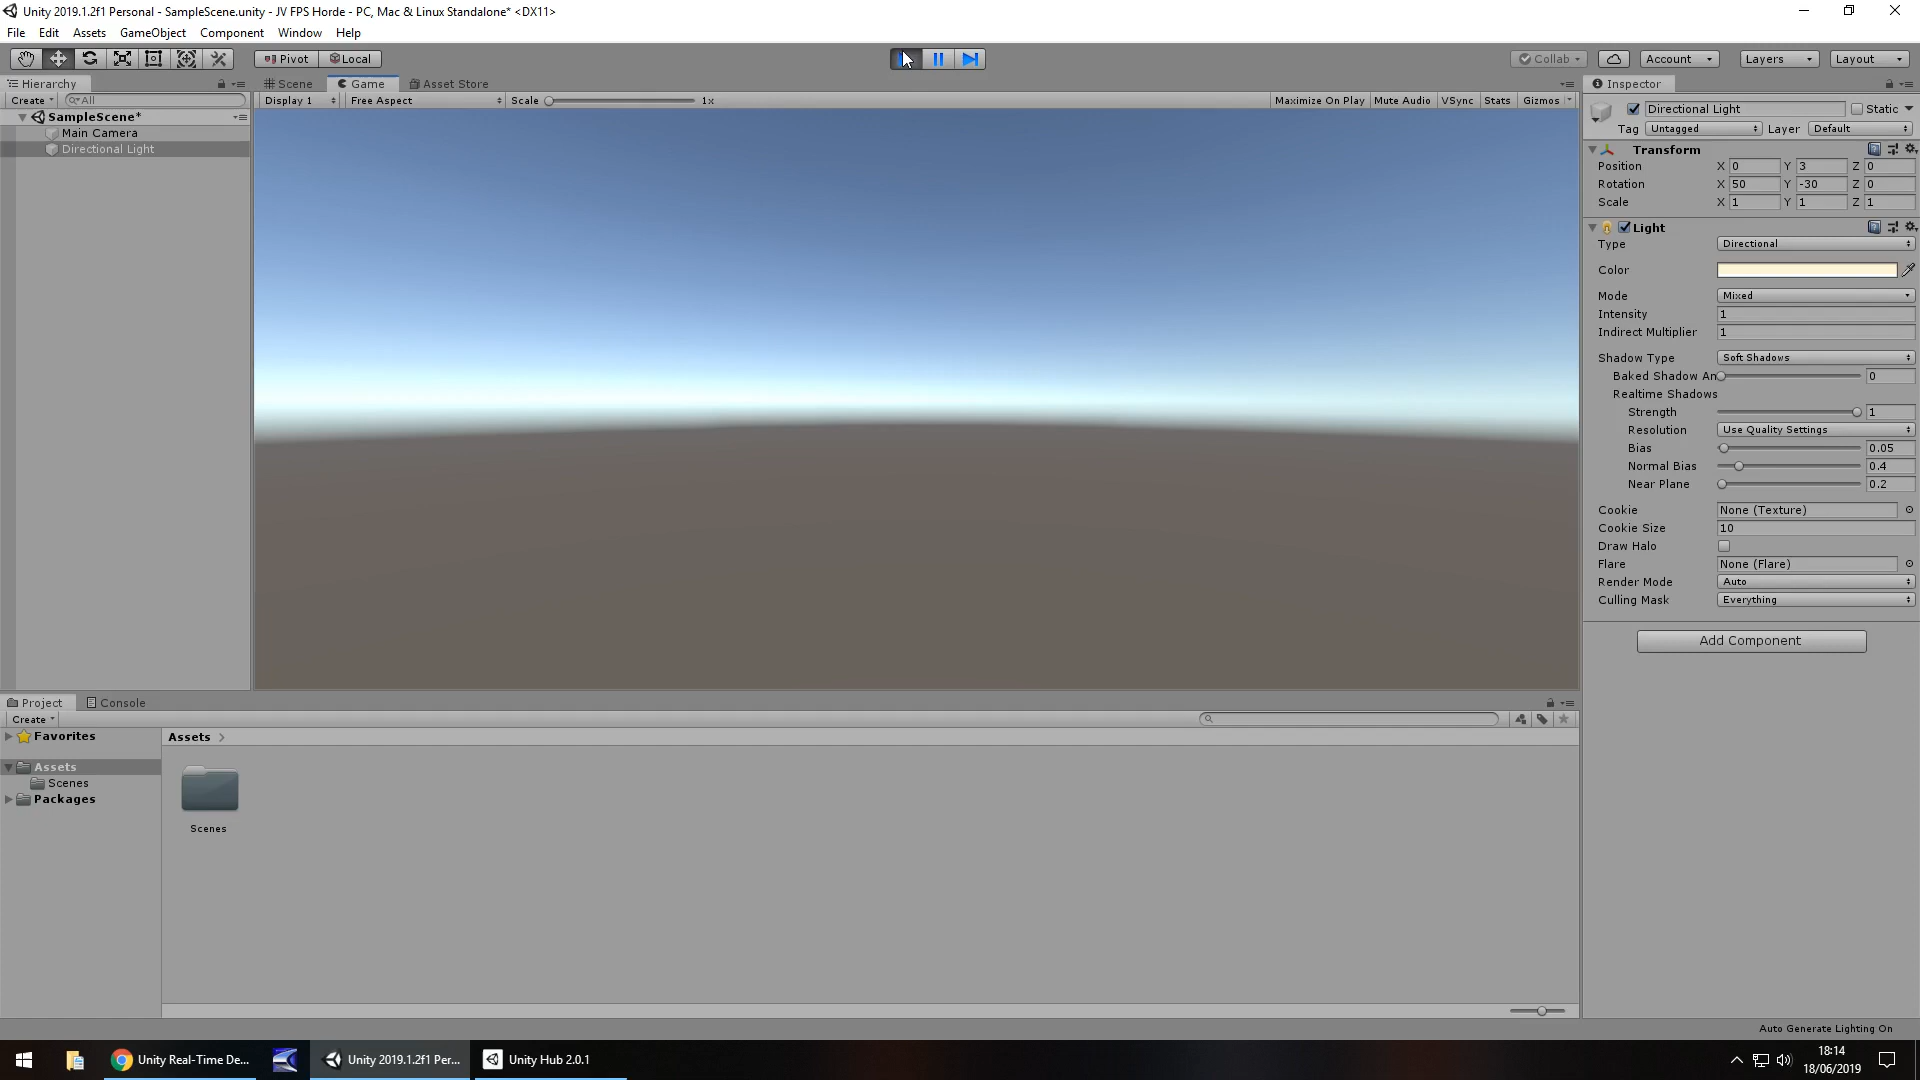 Unity 2019.1.2f1 Personal - SampleScene.unity - JV FPS Horde - PC, Mac & Linux Standalone* <DX11>
File Edit Assets GameObject Component Window Help
Pivot Local Collab Account Layers Layout
Hierarchy Scene Game Asset Store Inspector
Create All Display 1 Free Aspect Scale 1x Maximize On Play Mute Audio VSync Stats Gizmos
SampleScene*
Main Camera
Directional Light
Directional Light Static
Tag Untagged Layer Default
Transform
Position X 0 Y 3 Z 0
Rotation X 50 Y -30 Z 0
Scale X 1 Y 1 Z 1
Light
Type Directional
Color
Mode Mixed
Intensity 1
Indirect Multiplier 1
Shadow Type Soft Shadows
Baked Shadow An 0
Realtime Shadows
Strength 1
Resolution Use Quality Settings
Bias 0.05
Normal Bias 0.4
Near Plane 0.2
Cookie None (Texture)
Cookie Size 10
Draw Halo
Flare None (Flare)
Render Mode Auto
Culling Mask Everything
Add Component
Project Console
Create
Favorites
Assets
Scenes
Packages
Assets
Scenes
Auto Generate Lighting On
Unity Real-Time De... Unity 2019.1.2f1 Per... Unity Hub 2.0.1
18:14
18/06/2019